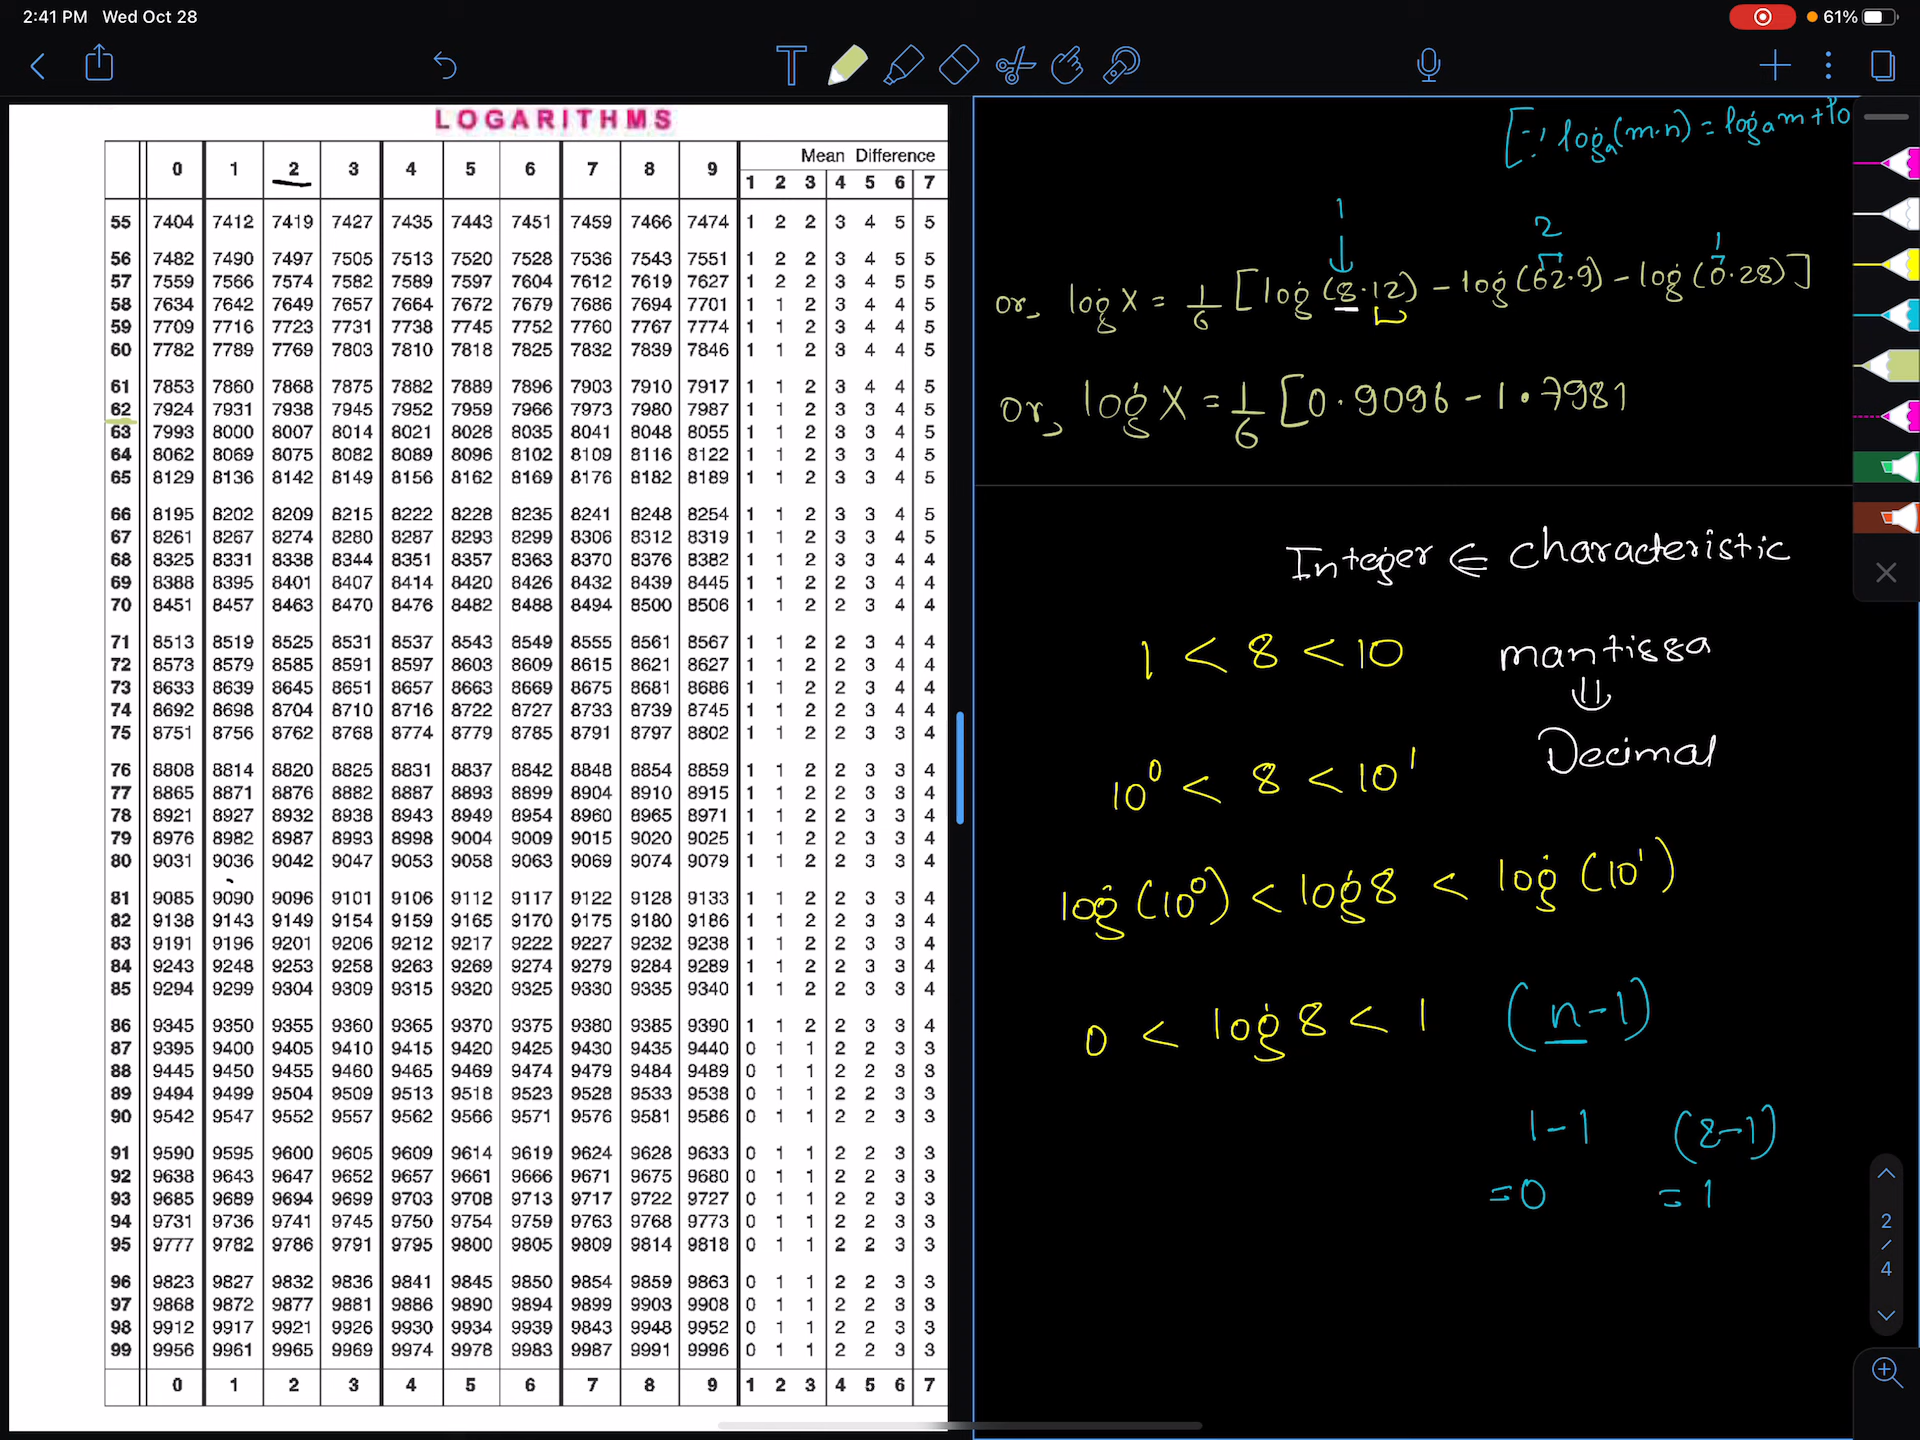 2:41 PM Wed Oct 28
61%
LOGARITHMS
Mean Difference
0 1 2 3 4 5 6 7 8 9 1 2 3 4 5 6 7
55 7404 7412 7419 7427 7435 7443 7451 7459 7466 7474 1 2 2 3 4 5 5
56 7482 7490 7497 7505 7513 7520 7528 7536 7543 7551 1 2 2 3 4 5 5
57 7559 7566 7574 7582 7589 7597 7604 7612 7619 7627 1 2 2 3 4 5 5
58 7634 7642 7649 7657 7664 7672 7679 7686 7694 7701 1 1 2 3 4 4 5
59 7709 7716 7723 7731 7738 7745 7752 7760 7767 7774 1 1 2 3 4 4 5
60 7782 7789 7769 7803 7810 7818 7825 7832 7839 7846 1 1 2 3 4 4 5
61 7853 7860 7868 7875 7882 7889 7896 7903 7910 7917 1 1 2 3 4 4 5
62 7924 7931 7938 7945 7952 7959 7966 7973 7980 7987 1 1 2 3 3 4 5
63 7993 8000 8007 8014 8021 8028 8035 8041 8048 8055 1 1 2 3 3 4 5
64 8062 8069 8075 8082 8089 8096 8102 8109 8116 8122 1 1 2 3 3 4 5
65 8129 8136 8142 8149 8156 8162 8169 8176 8182 8189 1 1 2 3 3 4 5
66 8195 8202 8209 8215 8222 8228 8235 8241 8248 8254 1 1 2 3 3 4 5
67 8261 8267 8274 8280 8287 8293 8299 8306 8312 8319 1 1 2 3 3 4 5
68 8325 8331 8338 8344 8351 8357 8363 8370 8376 8382 1 1 2 3 3 4 4
69 8388 8395 8401 8407 8414 8420 8426 8432 8439 8445 1 1 2 2 3 4 4
70 8451 8457 8463 8470 8476 8482 8488 8494 8500 8506 1 1 2 2 3 4 4
71 8513 8519 8525 8531 8537 8543 8549 8555 8561 8567 1 1 2 2 3 4 4
72 8573 8579 8585 8591 8597 8603 8609 8615 8621 8627 1 1 2 2 3 4 4
73 8633 8639 8645 8651 8657 8663 8669 8675 8681 8686 1 1 2 2 3 4 4
74 8692 8698 8704 8710 8716 8722 8727 8733 8739 8745 1 1 2 2 3 4 4
75 8751 8756 8762 8768 8774 8779 8785 8791 8797 8802 1 1 2 2 3 3 4
76 8808 8814 8820 8825 8831 8837 8842 8848 8854 8859 1 1 2 2 3 3 4
77 8865 8871 8876 8882 8887 8893 8899 8904 8910 8915 1 1 2 2 3 3 4
78 8921 8927 8932 8938 8943 8949 8954 8960 8965 8971 1 1 2 2 3 3 4
79 8976 8982 8987 8993 8998 9004 9009 9015 9020 9025 1 1 2 2 3 3 4
80 9031 9036 9042 9047 9053 9058 9063 9069 9074 9079 1 1 2 2 3 3 4
81 9085 9090 9096 9101 9106 9112 9117 9122 9128 9133 1 1 2 2 3 3 4
82 9138 9143 9149 9154 9159 9165 9170 9175 9180 9186 1 1 2 2 3 3 4
83 9191 9196 9201 9206 9212 9217 9222 9227 9232 9238 1 1 2 2 3 3 4
84 9243 9248 9253 9258 9263 9269 9274 9279 9284 9289 1 1 2 2 3 3 4
85 9294 9299 9304 9309 9315 9320 9325 9330 9335 9340 1 1 2 2 3 3 4
86 9345 9350 9355 9360 9365 9370 9375 9380 9385 9390 1 1 2 2 3 3 4
87 9395 9400 9405 9410 9415 9420 9425 9430 9435 9440 0 1 1 2 2 3 3
88 9445 9450 9455 9460 9465 9469 9474 9479 9484 9489 0 1 1 2 2 3 3
89 9494 9499 9504 9509 9513 9518 9523 9528 9533 9538 0 1 1 2 2 3 3
90 9542 9547 9552 9557 9562 9566 9571 9576 9581 9586 0 1 1 2 2 3 3
91 9590 9595 9600 9605 9609 9614 9619 9624 9628 9633 0 1 1 2 2 3 3
92 9638 9643 9647 9652 9657 9661 9666 9671 9675 9680 0 1 1 2 2 3 3
93 9685 9689 9694 9699 9703 9708 9713 9717 9722 9727 0 1 1 2 2 3 3
94 9731 9736 9741 9745 9750 9754 9759 9763 9768 9773 0 1 1 2 2 3 3
95 9777 9782 9786 9791 9795 9800 9805 9809 9814 9818 0 1 1 2 2 3 3
96 9823 9827 9832 9836 9841 9845 9850 9854 9859 9863 0 1 1 2 2 3 3
97 9868 9872 9877 9881 9886 9890 9894 9899 9903 9908 0 1 1 2 2 3 3
98 9912 9917 9921 9926 9930 9934 9939 9843 9948 9952 0 1 1 2 2 3 3
99 9956 9961 9965 9969 9974 9978 9983 9987 9991 9996 0 1 1 2 2 3 3
0 1 2 3 4 5 6 7 8 9 1 2 3 4 5 6 7
[∵ logₐ(m·n) = logₐm + lo
1 2 1
or, log X = 1/6 [log (8.12) - log (62.9) - log (0.28)]
or, log X = 1/6 [0.9096 - 1.7981
Integer ⇐ characteristic
1 < 8 < 10
mantissa
⇓
Decimal
10⁰ < 8 < 10¹
log (10⁰) < log 8 < log (10¹)
0 < log 8 < 1
(n-1)
1-1 (2-1)
=0 =1
2
/
4